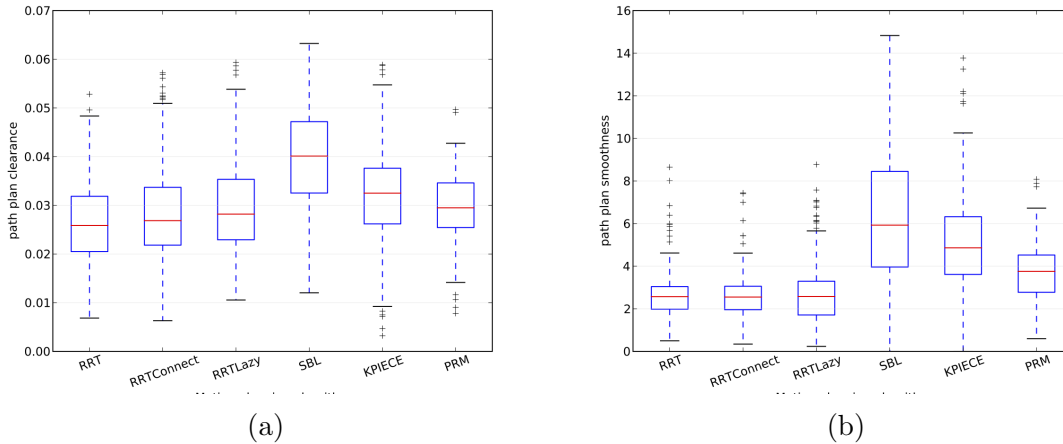 path plan clearance
0.07
0.06
0.05
0.04
0.03
0.02
0.01
0.00
RRT
RRTConnect
RRTLazy
SBL
KPIECE
PRM
(a)
path plan smoothness
16
14
12
10
8
6
4
2
0
RRT
RRTConnect
RRTLazy
SBL
KPIECE
PRM
(b)